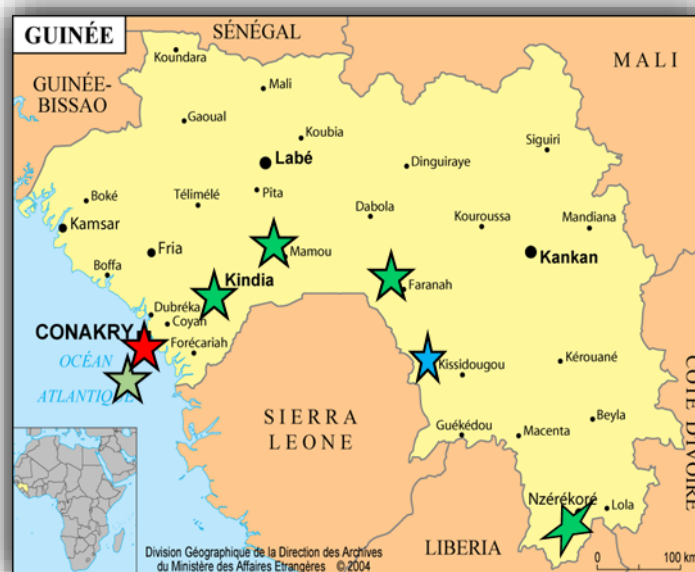 GUINÉE
SÉNÉGAL
MALI
GUINÉE-
BISSAO
Koundara
Mali
Gaoual
Koubia
Siguiri
Labé
Dinguiraye
Boké
Télimélé
Pita
Dabola
Kouroussa
Mandiana
Kamsar
Fria
Mamou
Kankan
Boffa
Kindia
Faranah
Dubréka
Coyah
CONAKRY
Forécariah
OCÉAN
ATLANTIQUE
Kissidougou
Kérouané
CÔTE D'IVOIRE
SIERRA
LEONE
Guékédou
Macenta
Beyla
Nzérékoré
Lola
LIBERIA
0 100 km
Division Géographique de la Direction des Archives
du Ministère des Affaires Etrangères © 2004